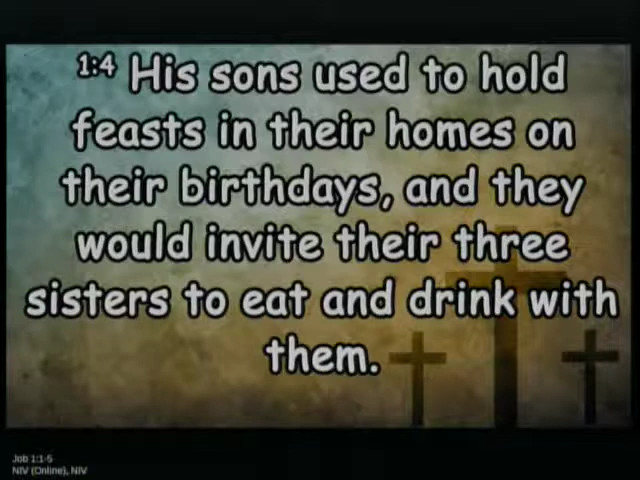 1:4 His sons used to hold
feasts in their homes on
their birthdays, and they
would invite their three
sisters to eat and drink with
them.
Job 1:1-5
NIV (Online), NIV